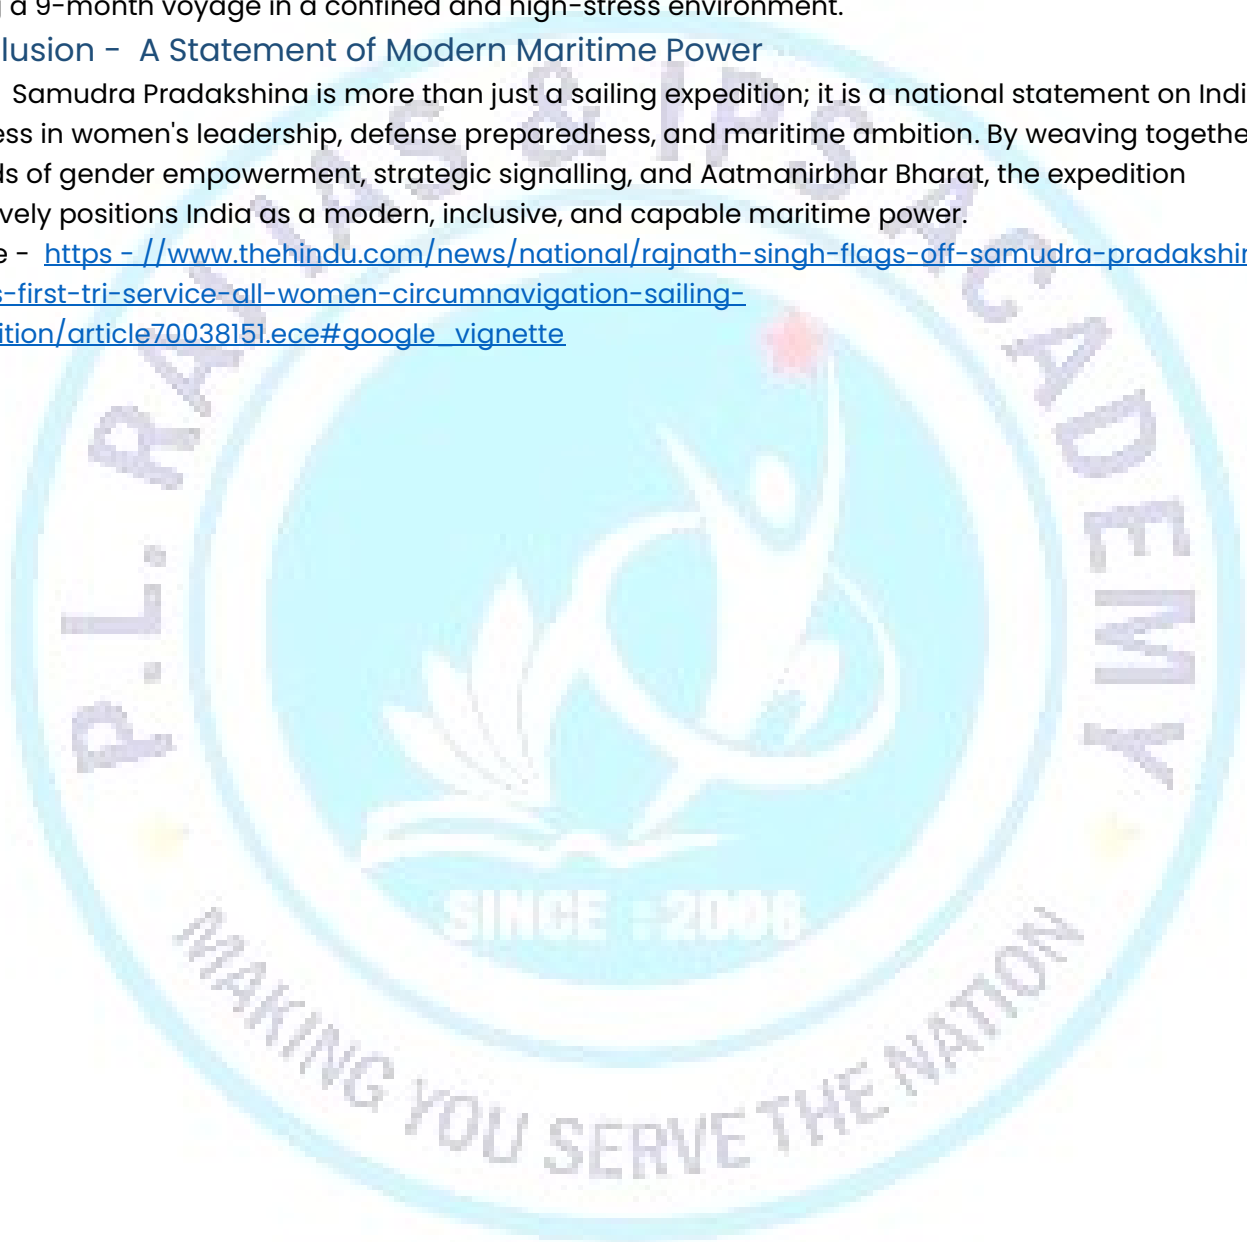 a 9-month voyage in a confined and high-stress environment.
lusion -  A Statement of Modern Maritime Power
Samudra Pradakshina is more than just a sailing expedition; it is a national statement on Indi
ess in women's leadership, defense preparedness, and maritime ambition. By weaving togethe
ds of gender empowerment, strategic signalling, and Aatmanirbhar Bharat, the expedition
vely positions India as a modern, inclusive, and capable maritime power.
e -  https - //www.thehindu.com/news/national/rajnath-singh-flags-off-samudra-pradakshin
s-first-tri-service-all-women-circumnavigation-sailing-
ition/article70038151.ece#google_vignette
P.L. RAJ IAS & IPS ACADEMY
SINCE :2008
MAKING YOU SERVE THE NATION